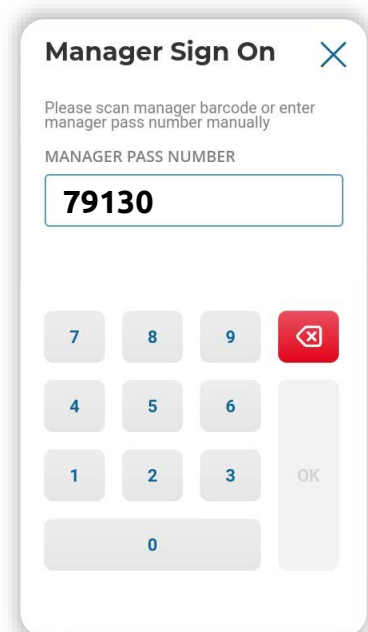 Manager Sign On
Please scan manager barcode or enter
manager pass number manually
MANAGER PASS NUMBER
79130
7 8 9
4 5 6
1 2 3 OK
0